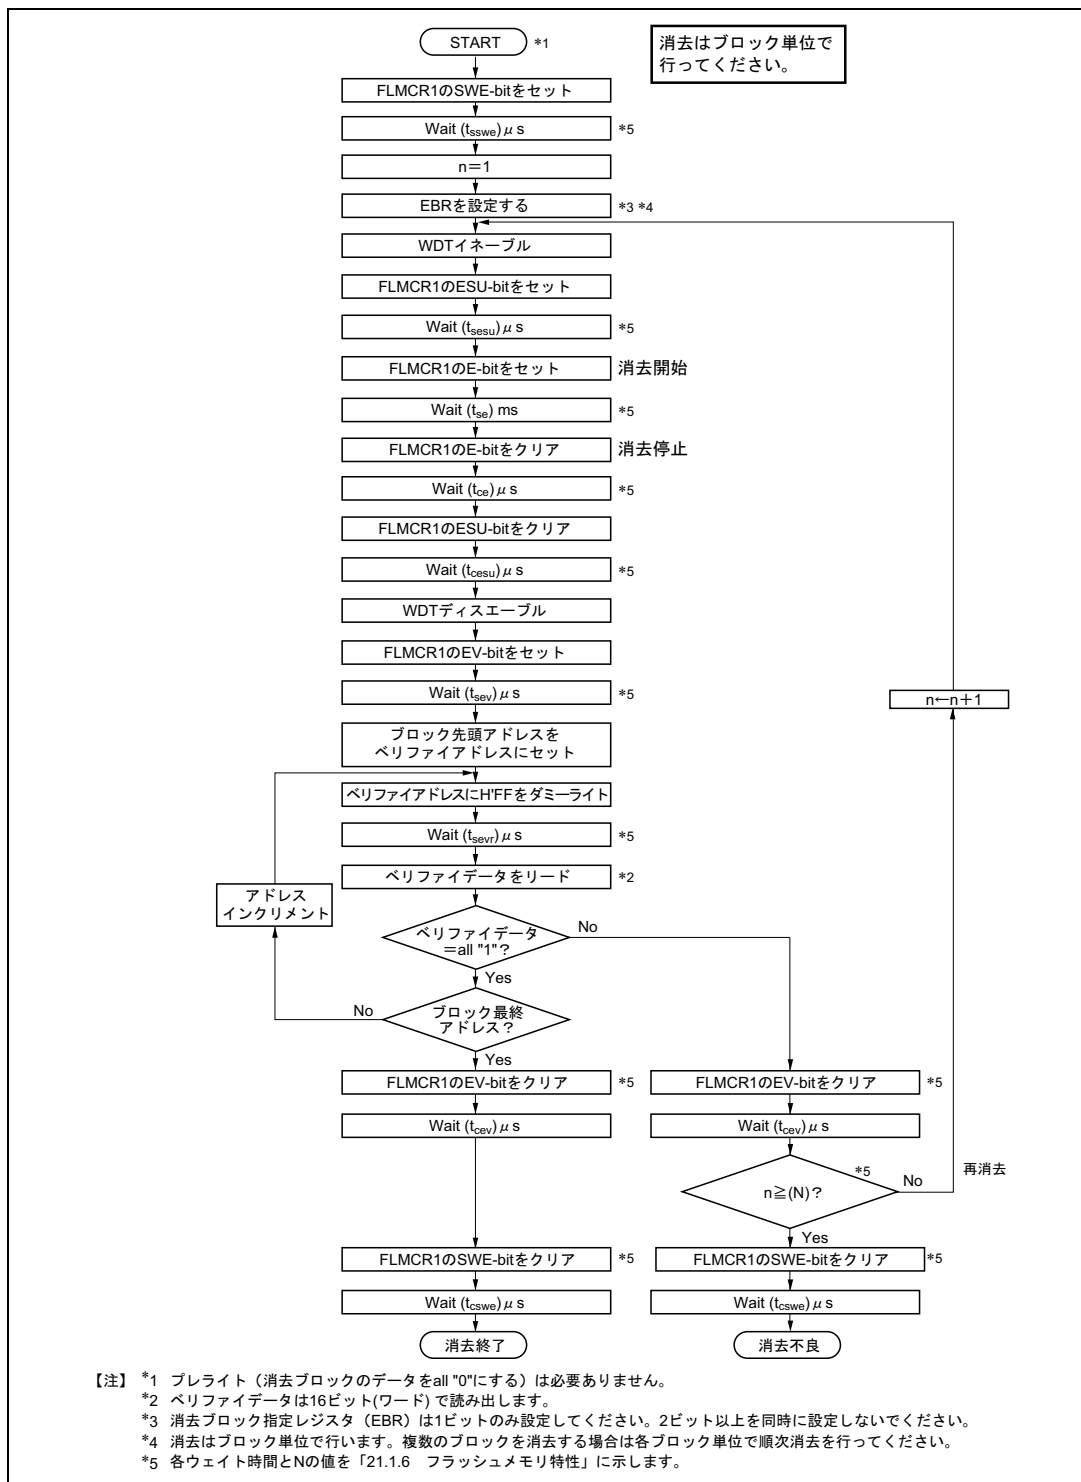 START *1
消去はブロック単位で
行ってください。
FLMCR1のSWE-bitをセット
Wait (tsswe) μ s *5
n＝1
EBRを設定する *3 *4
WDTイネーブル
FLMCR1のESU-bitをセット
Wait (tsesu) μ s *5
FLMCR1のE-bitをセット 消去開始
Wait (tse) ms *5
FLMCR1のE-bitをクリア 消去停止
Wait (tce) μ s *5
FLMCR1のESU-bitをクリア
Wait (tcesu) μ s *5
WDTディスエーブル
FLMCR1のEV-bitをセット
Wait (tsev) μ s *5
n←n＋1
ブロック先頭アドレスを
ベリファイアドレスにセット
ベリファイアドレスにH'FFをダミーライト
Wait (tsevr) μ s *5
ベリファイデータをリード *2
アドレス
インクリメント
ベリファイデータ
＝all "1"？
No
Yes
ブロック最終
アドレス？
No
Yes
FLMCR1のEV-bitをクリア *5
FLMCR1のEV-bitをクリア *5
Wait (tcev) μ s
Wait (tcev) μ s
n≧(N)？ *5
No
再消去
Yes
FLMCR1のSWE-bitをクリア *5
FLMCR1のSWE-bitをクリア *5
Wait (tcswe) μ s
Wait (tcswe) μ s
消去終了
消去不良
【注】 *1 プレライト（消去ブロックのデータをall "0"にする）は必要ありません。
*2 ベリファイデータは16ビット(ワード) で読み出します。
*3 消去ブロック指定レジスタ（EBR）は1ビットのみ設定してください。2ビット以上を同時に設定しないでください。
*4 消去はブロック単位で行います。複数のブロックを消去する場合は各ブロック単位で順次消去を行ってください。
*5 各ウェイト時間とNの値を「21.1.6 フラッシュメモリ特性」に示します。